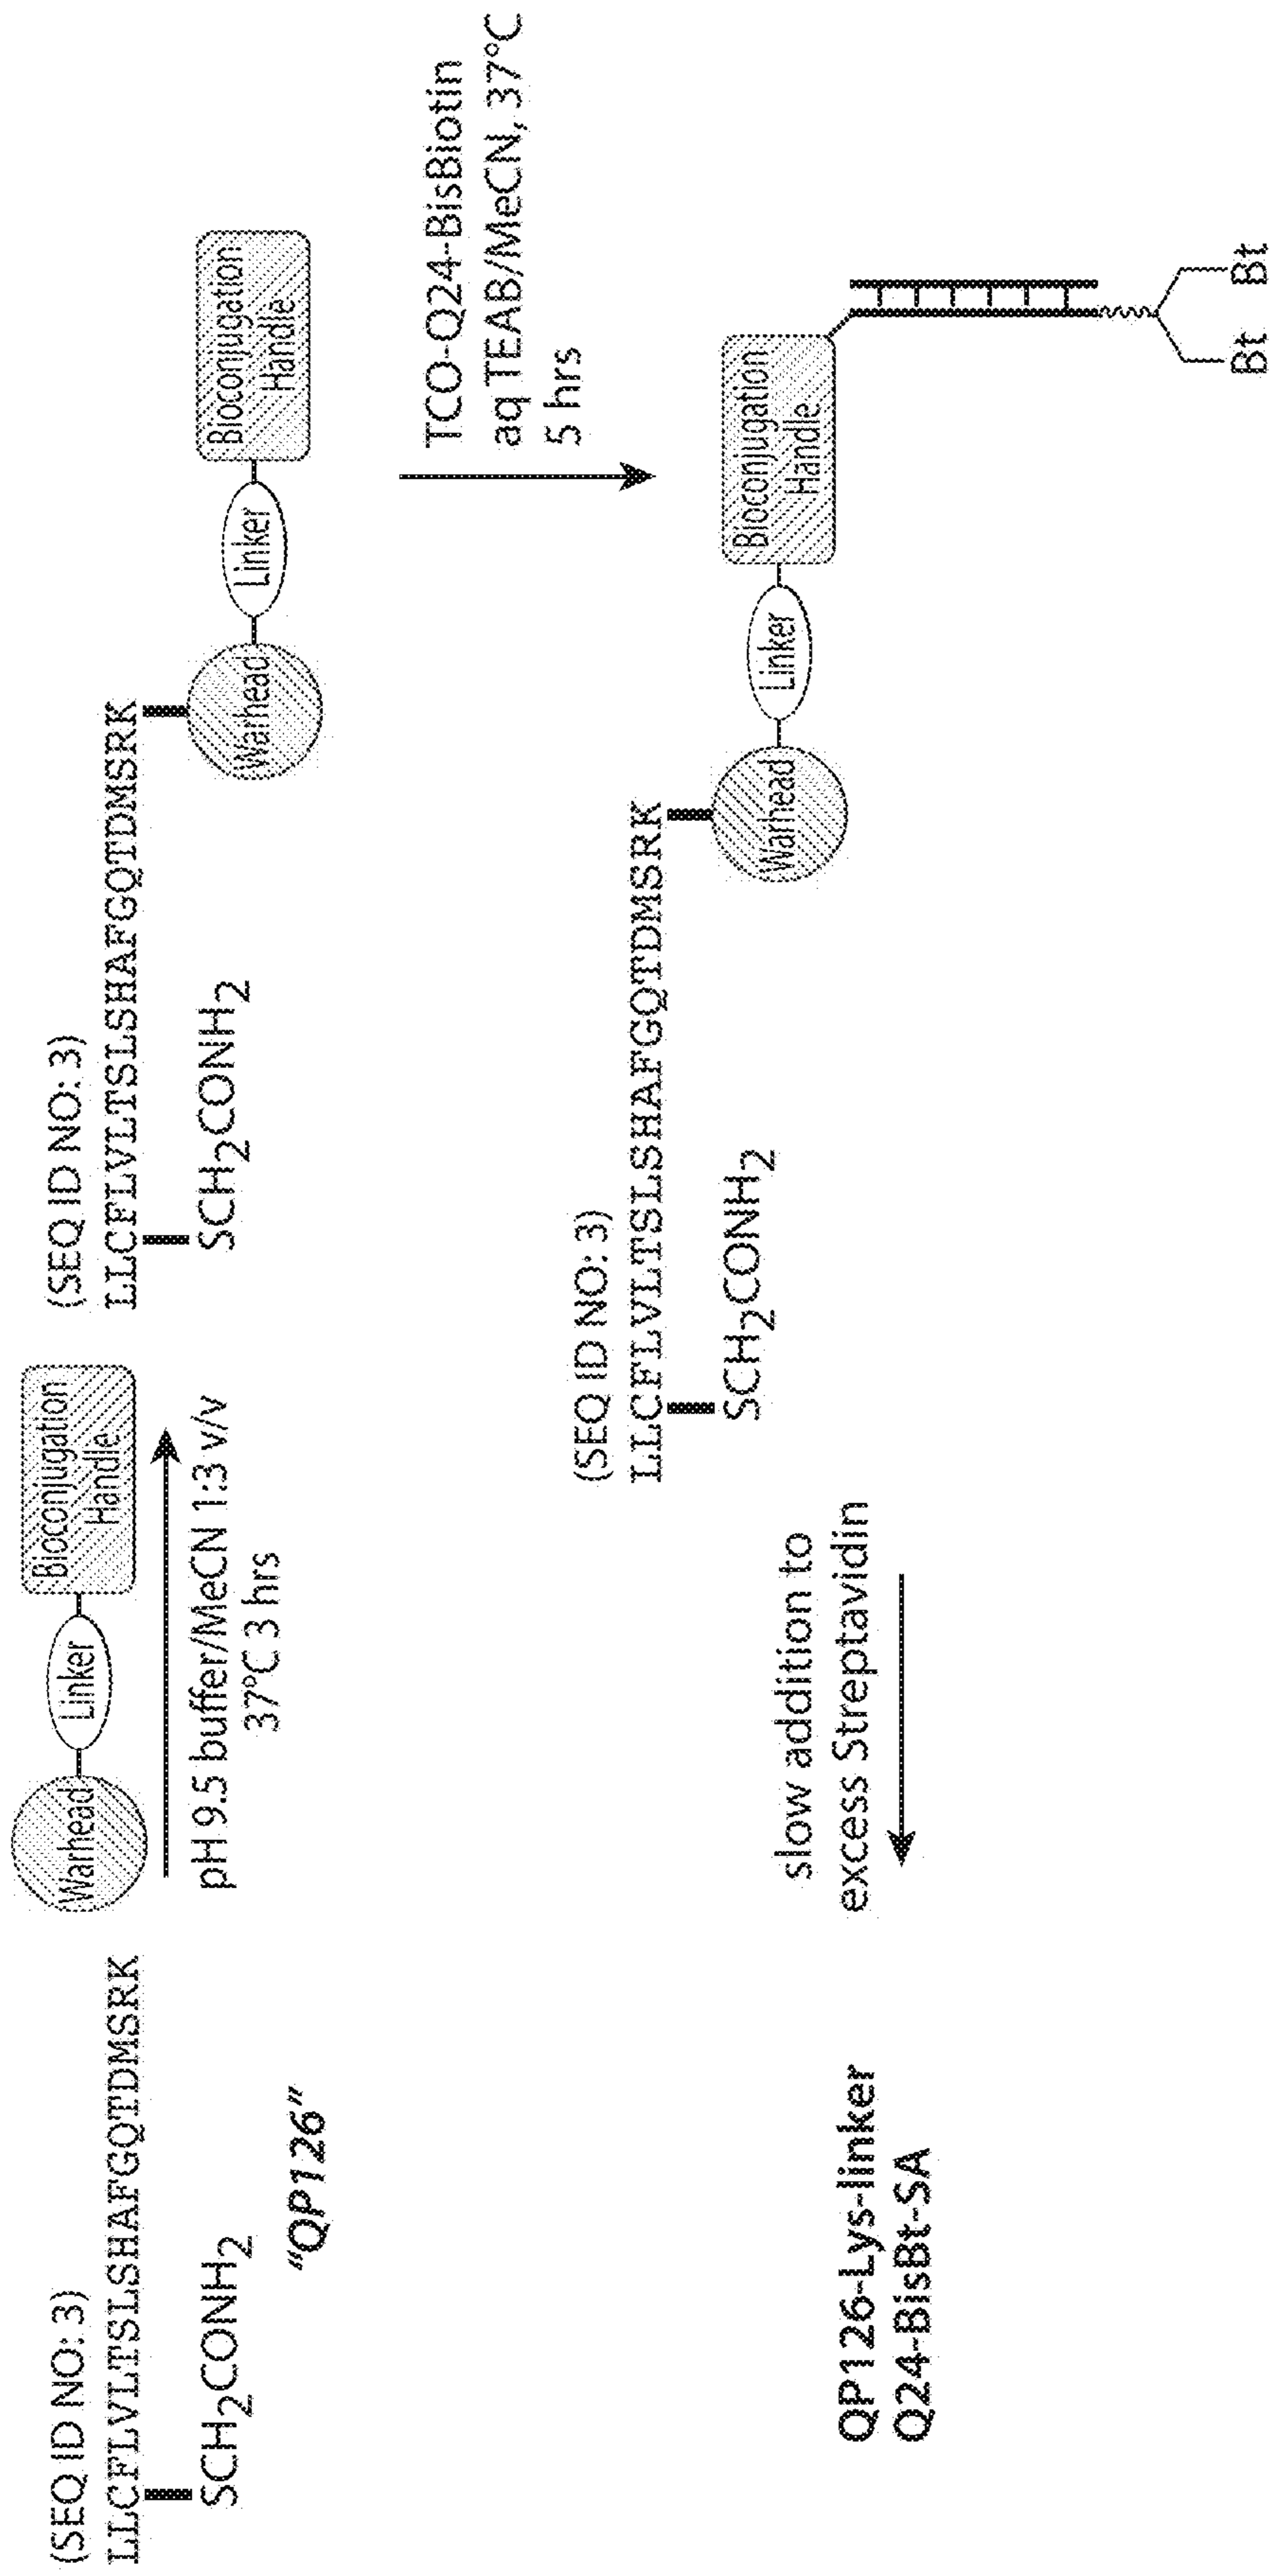 (SEQ ID NO: 3)
LLCFLVLTSLSHAFGQTDMSRK
SCH2CONH2
"QP126"
Warhead
Linker
Bioconjugation
Handle
pH 9.5 buffer/MeCN 1:3 v/v
37°C 3 hrs
(SEQ ID NO: 3)
LLCFLVLTSLSHAFGQTDMSRK
SCH2CONH2
Warhead
Linker
Bioconjugation
Handle
TCO-Q24-BisBiotin
aq TEAB/MeCN, 37°C
5 hrs
(SEQ ID NO: 3)
LLCFLVLTSLSHAFGQTDMSRK
SCH2CONH2
Warhead
Linker
Bioconjugation
Handle
Bt
Bt
slow addition to
excess Streptavidin
QP126-Lys-linker
Q24-BisBt-SA